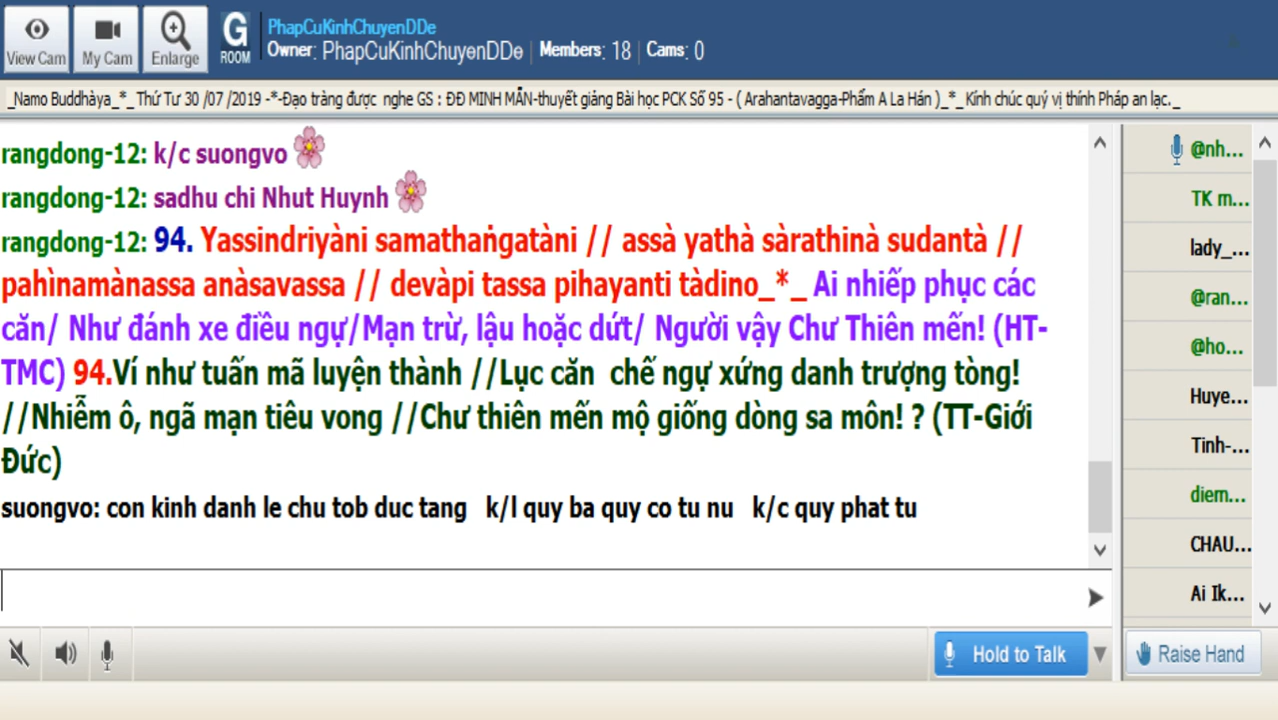 View Cam
My Cam
Enlarge
G
ROOM
PhapCuKinhChuyenDDe
Owner: PhapCuKinhChuyenDDe | Members: 18 | Cams: 0
_Namo Buddhàya_*_ Thứ Tư 30 /07 /2019 -*-Đạo tràng được nghe GS : ĐĐ MINH MẪN-thuyết giảng Bài học PCK Số 95 - ( Arahantavagga-Phẩm A La Hán )_*_ Kính chúc quý vị thính Pháp an lạc._
rangdong-12: k/c suongvo
rangdong-12: sadhu chi Nhut Huynh
rangdong-12: 94. Yassindriyàni samathaṅgatàni // assà yathà sàrathinà sudantà //
pahìnamànassa anàsavassa // devàpi tassa pihayanti tàdino_*_ Ai nhiếp phục các
căn/ Như đánh xe điều ngự/Mạn trừ, lậu hoặc dứt/ Người vậy Chư Thiên mến! (HT-
TMC) 94.Ví như tuấn mã luyện thành //Lục căn chế ngự xứng danh trượng tòng!
//Nhiễm ô, ngã mạn tiêu vong //Chư thiên mến mộ giống dòng sa môn! ? (TT-Giới
Đức)
suongvo: con kinh danh le chu tob duc tang k/l quy ba quy co tu nu k/c quy phat tu
@nh...
TK m...
lady_...
@ran...
@ho...
Huye...
Tinh-...
diem...
CHAU...
Ai Ik...
Hold to Talk
Raise Hand